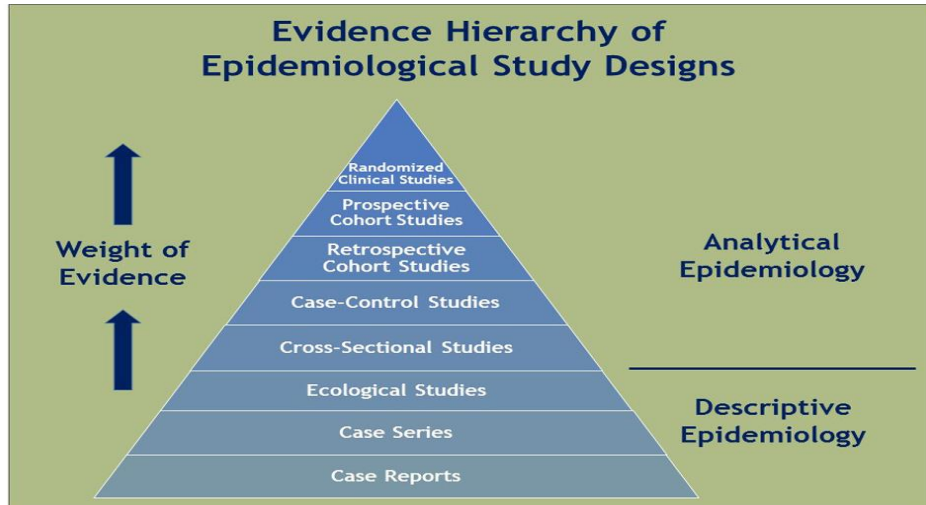 Evidence Hierarchy of
Epidemiological Study Designs
Randomized
Clinical Studies
Prospective
Cohort Studies
Retrospective
Cohort Studies
Case-Control Studies
Cross-Sectional Studies
Ecological Studies
Case Series
Case Reports
Weight of
Evidence
Analytical
Epidemiology
Descriptive
Epidemiology